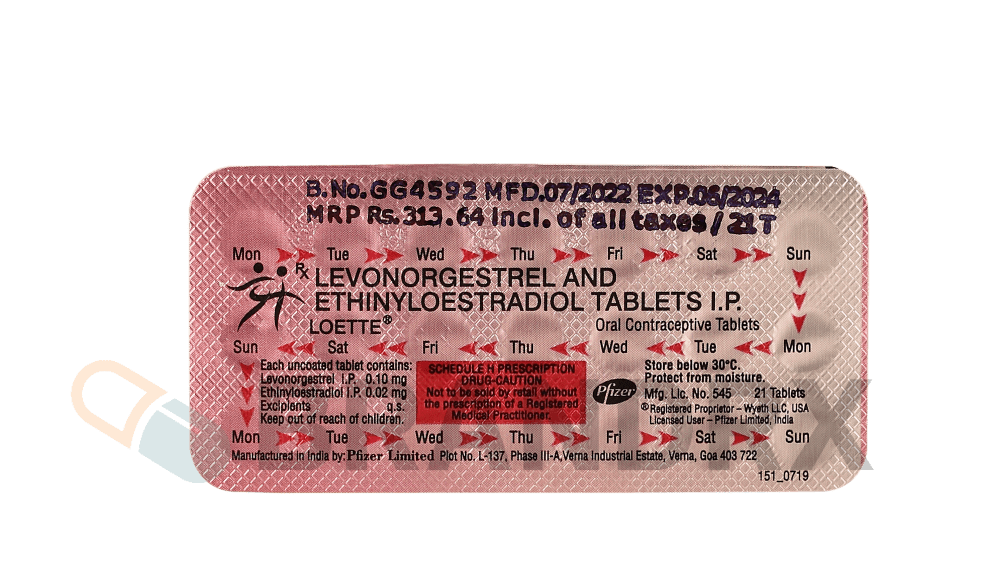 B.No.GG4592 MFD.07/2022 EXP.06/2024
MRP Rs.313.64 incl. of all taxes / 21T
Mon Tue Wed Thu Fri Sat Sun
Rx LEVONORGESTREL AND
ETHINYLOESTRADIOL TABLETS I.P.
LOETTE® Oral Contraceptive Tablets
Sun Sat Fri Thu Wed Tue Mon
Each uncoated tablet contains:
Levonorgestrel I.P. 0.10 mg
Ethinyloestradiol I.P. 0.02 mg
Excipients q.s.
Keep out of reach of children.
SCHEDULE H PRESCRIPTION
DRUG-CAUTION
Not to be sold by retail without
the prescription of a Registered
Medical Practitioner.
Pfizer
Store below 30°C.
Protect from moisture.
Mfg. Lic. No. 545 21 Tablets
®Registered Proprietor – Wyeth LLC, USA
Licensed User – Pfizer Limited, India
Mon Tue Wed Thu Fri Sat Sun
Manufactured in India by: Pfizer Limited Plot No. L-137, Phase III-A, Verna Industrial Estate, Verna, Goa 403 722
151_0719